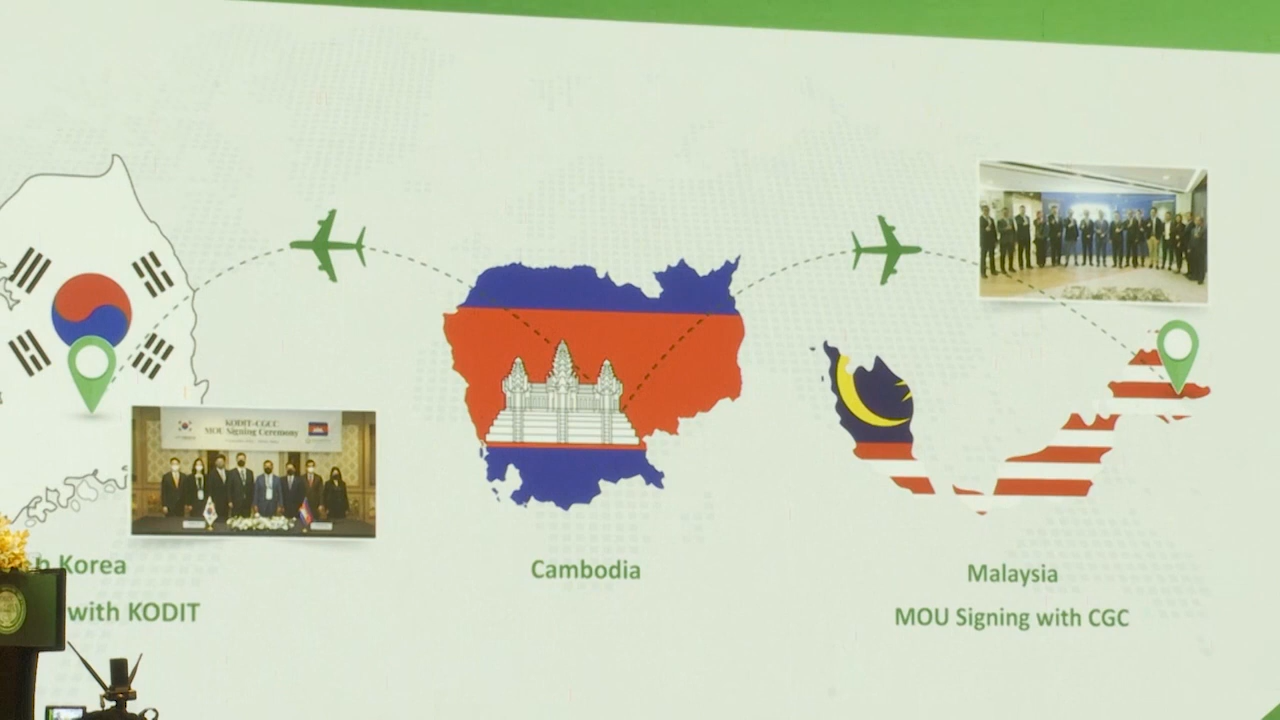 KODIT-CGCC
MOU Signing Ceremony
h Korea
with KODIT
Cambodia
Malaysia
MOU Signing with CGC